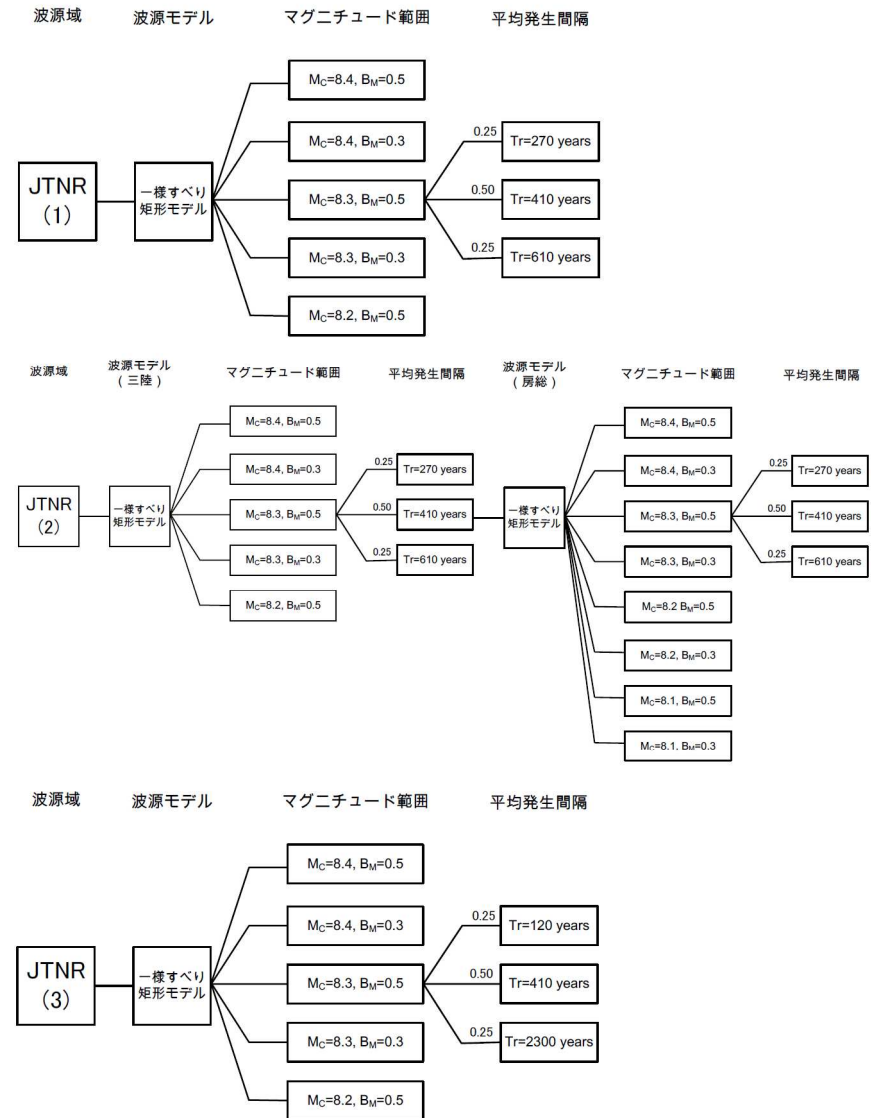 波源域 波源モデル マグニチュード範囲 平均発生間隔
MC=8.4, BM=0.5
MC=8.4, BM=0.3
0.25 Tr=270 years
JTNR
(1)
一様すべり
矩形モデル
MC=8.3, BM=0.5
0.50 Tr=410 years
MC=8.3, BM=0.3
0.25 Tr=610 years
MC=8.2, BM=0.5
波源域 波源モデル
(三陸)
マグニチュード範囲 平均発生間隔 波源モデル
(房総)
マグニチュード範囲 平均発生間隔
JTNR
(2)
一様すべり
矩形モデル
MC=8.4, BM=0.5
MC=8.4, BM=0.3
MC=8.3, BM=0.5
MC=8.3, BM=0.3
MC=8.2, BM=0.5
0.25 Tr=270 years
0.50 Tr=410 years
0.25 Tr=610 years
一様すべり
矩形モデル
MC=8.4, BM=0.5
MC=8.4, BM=0.3
MC=8.3, BM=0.5
MC=8.3, BM=0.3
MC=8.2 BM=0.5
MC=8.2, BM=0.3
MC=8.1, BM=0.5
MC=8.1, BM=0.3
0.25 Tr=270 years
0.50 Tr=410 years
0.25 Tr=610 years
波源域 波源モデル マグニチュード範囲 平均発生間隔
MC=8.4, BM=0.5
MC=8.4, BM=0.3
0.25 Tr=120 years
JTNR
(3)
一様すべり
矩形モデル
MC=8.3, BM=0.5
0.50 Tr=410 years
MC=8.3, BM=0.3
0.25 Tr=2300 years
MC=8.2, BM=0.5